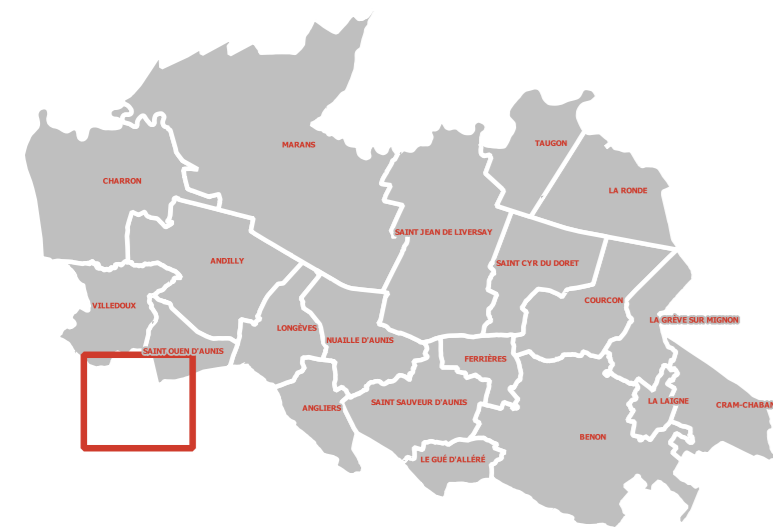 TAUGON
MARANS
CHARRON
LA RONDE
SAINT JEAN DE LIVERSAY
ANDILLY
SAINT CYR DU DORET
COURCON
VILLEDOUX
LA GRÈVE SUR MIGNON
LONGÈVES
NUAILLE D'AUNIS
SAINT OUEN D'AUNIS
FERRIÈRES
LA LAIGNE
SAINT SAUVEUR D'AUNIS
CRAM-CHABAN
ANGLIERS
BENON
LE GUÉ D'ALLÉRÉ